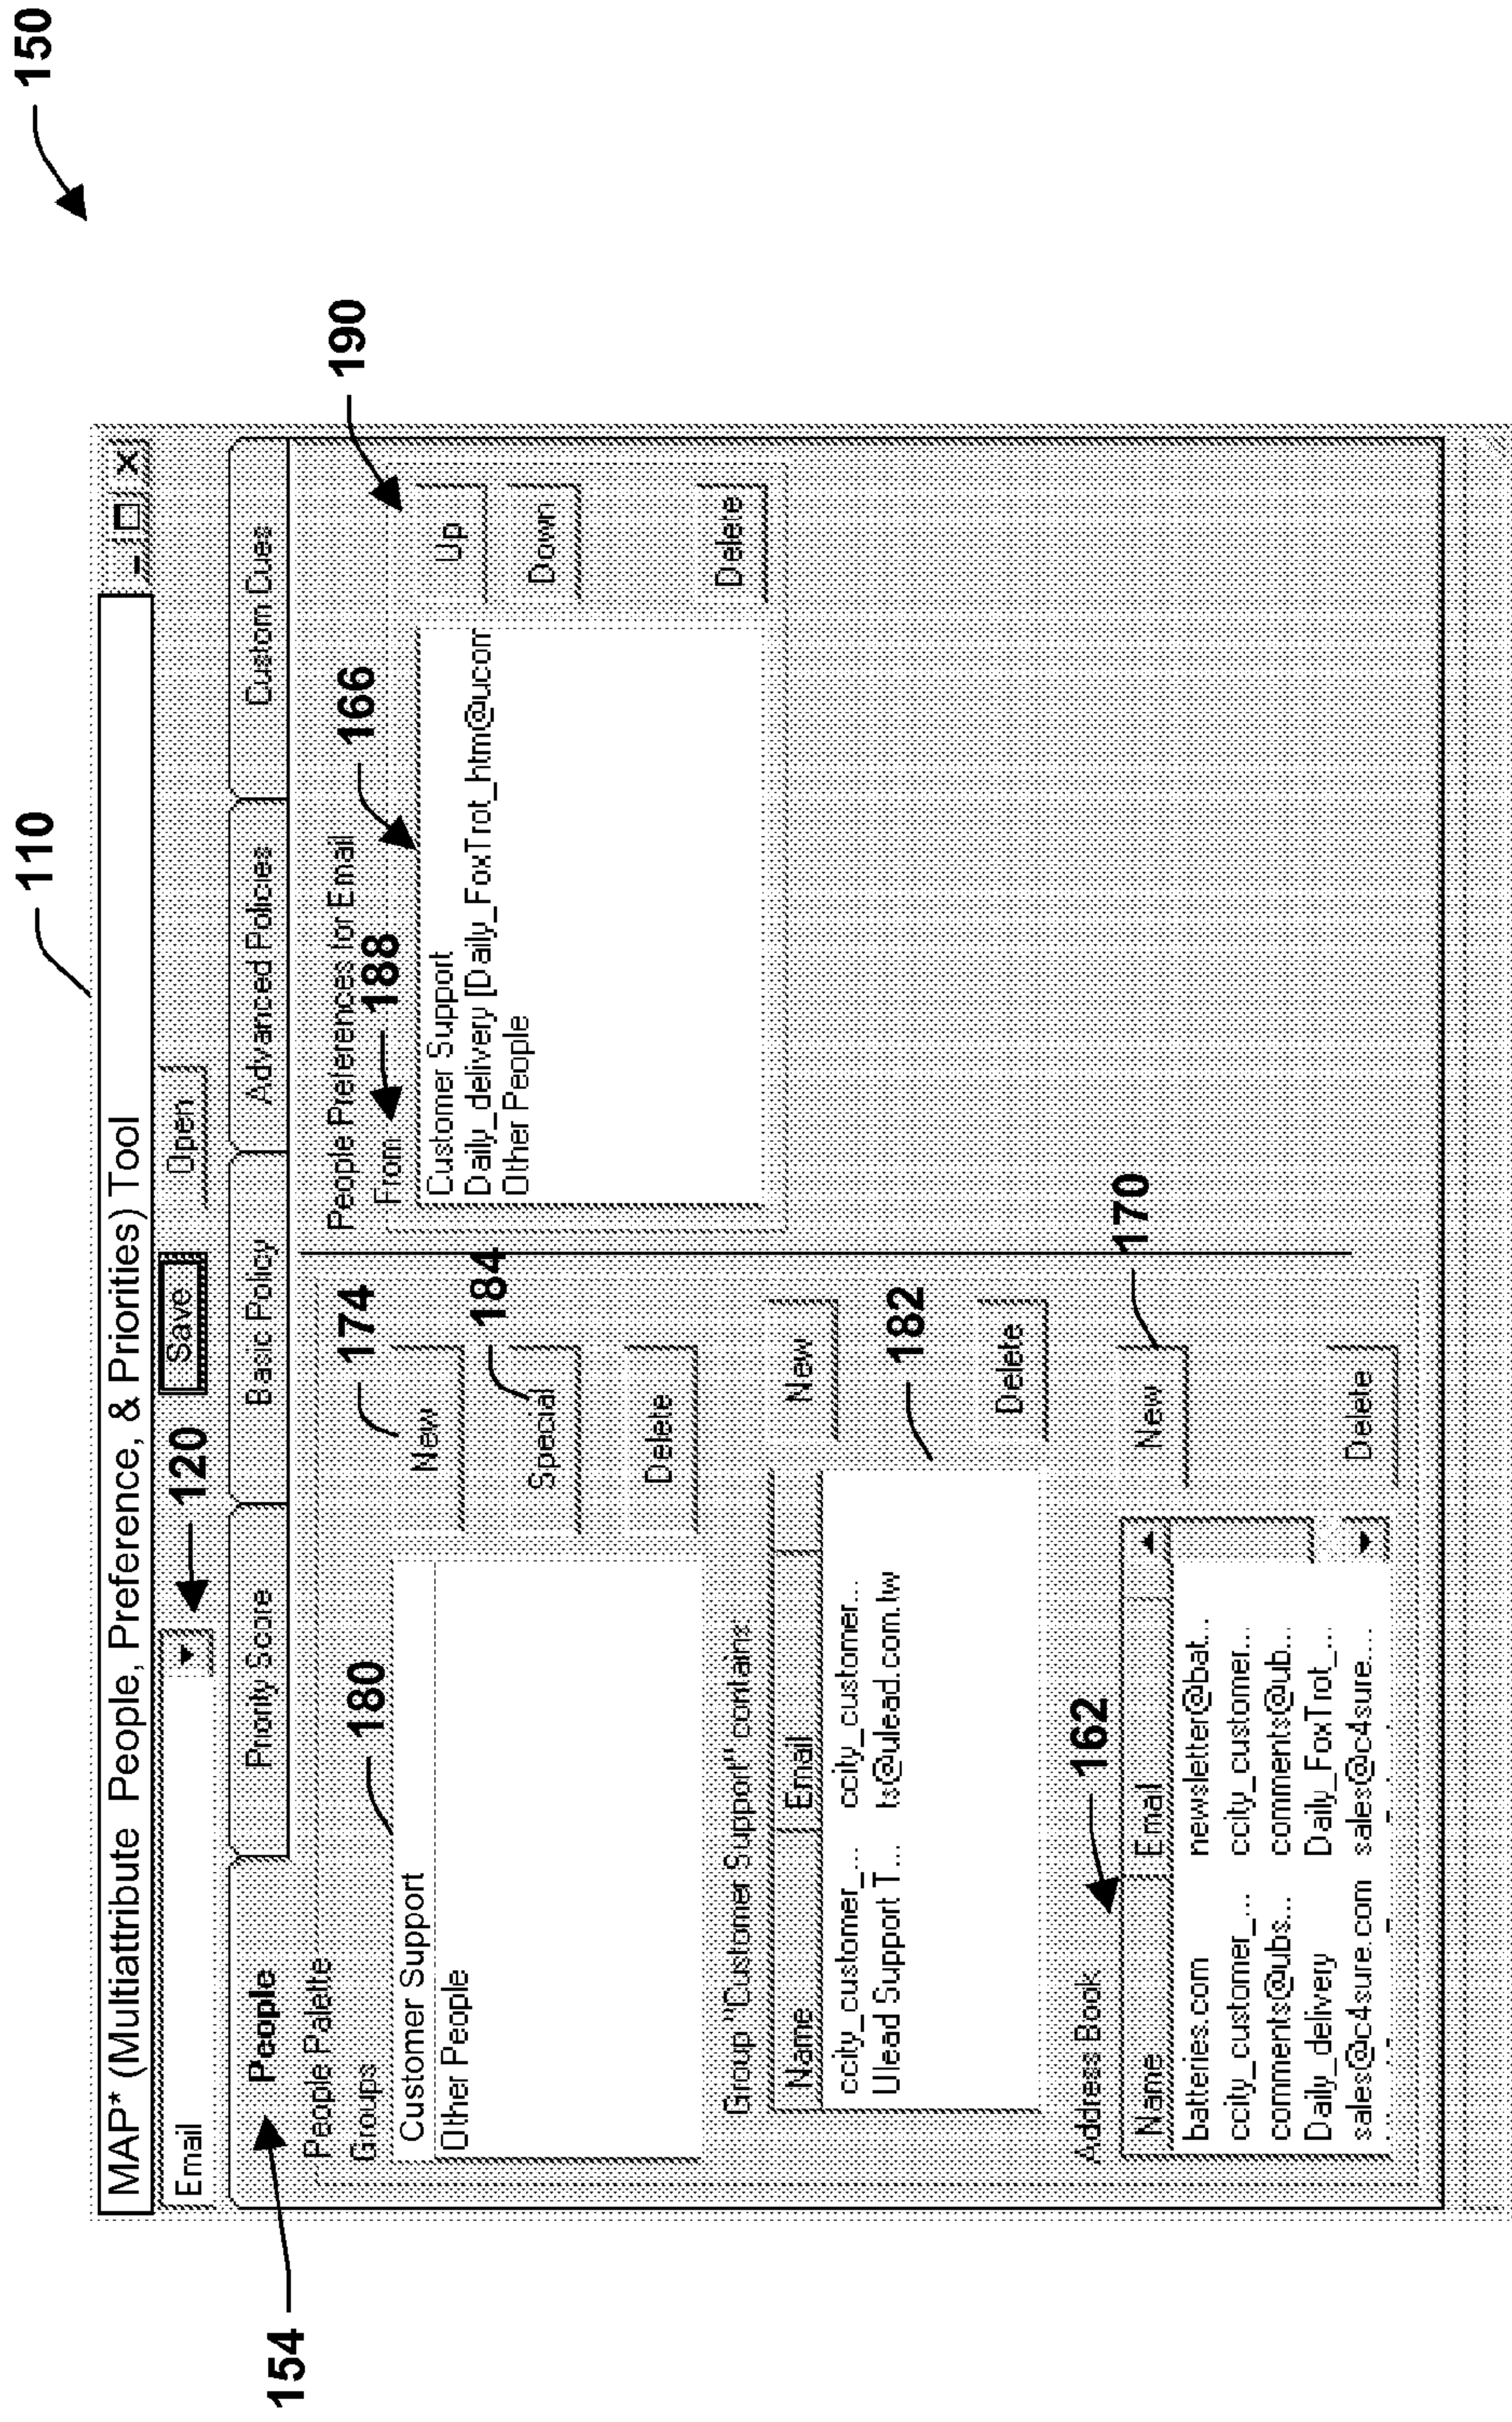 150
110
MAP* (Multiattribute People, Preference, & Priorities) Tool
Email
120
Save
Open
154
People
Priority Score
Basic Policy
Advanced Policies
Custom Cues
People Palette
Groups
180
Customer Support
Other People
174
New
184
Special
Delete
Group "Customer Support" contains:
Name Email
ccity_customer_... ccity_customer...
Ulead Support T... ts@ulead.com.tw
New
182
Delete
Address Book
162
Name Email
batteries.com newsletter@bat...
ccity_customer_... ccity_customer...
comments@ubs... comments@ub...
Daily_delivery Daily_FoxTrot_...
sales@c4sure.com sales@c4sure....
170
New
Delete
People Preferences for Email
188
From
166
190
Customer Support
Daily_delivery [Daily_FoxTrot_htm@ucom
Other People
Up
Down
Delete